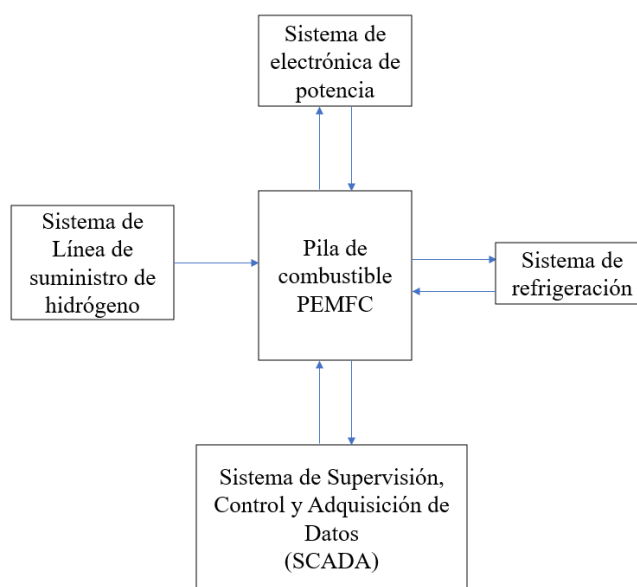 Sistema de
electrónica de
potencia
Sistema de
Línea de
suministro de
hidrógeno
Pila de
combustible
PEMFC
Sistema de
refrigeración
Sistema de Supervisión,
Control y Adquisición de
Datos
(SCADA)